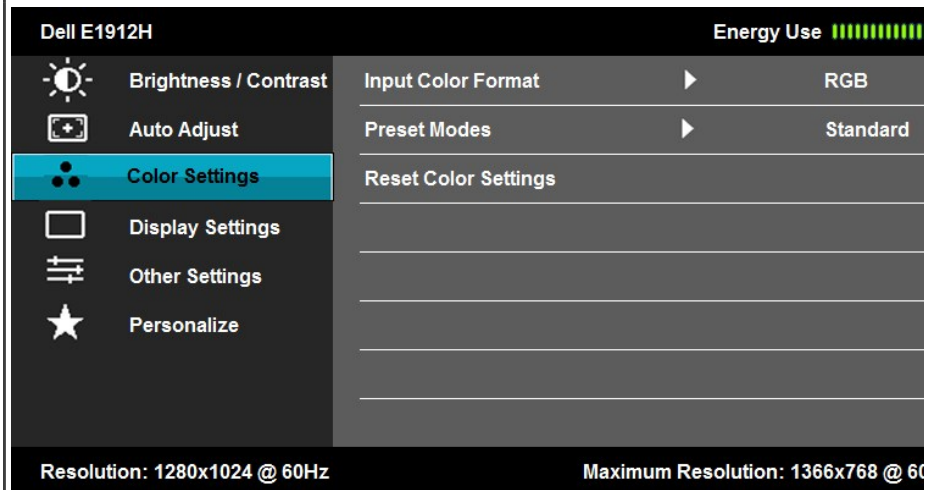 Dell E1912H Energy Use
Brightness / Contrast Input Color Format RGB
Auto Adjust Preset Modes Standard
Color Settings Reset Color Settings
Display Settings
Other Settings
Personalize
Resolution: 1280x1024 @ 60Hz Maximum Resolution: 1366x768 @ 60